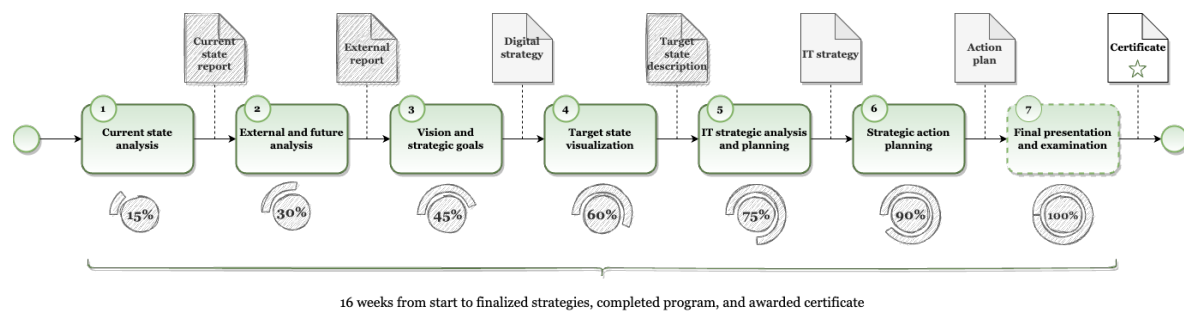 Current
state
report
External
report
Digital
strategy
Target
state
description
IT strategy
Action
plan
Certificate
1
Current state
analysis
2
External and future
analysis
3
Vision and
strategic goals
4
Target state
visualization
5
IT strategic analysis
and planning
6
Strategic action
planning
7
Final presentation
and examination
15%
30%
45%
60%
75%
90%
100%
16 weeks from start to finalized strategies, completed program, and awarded certificate